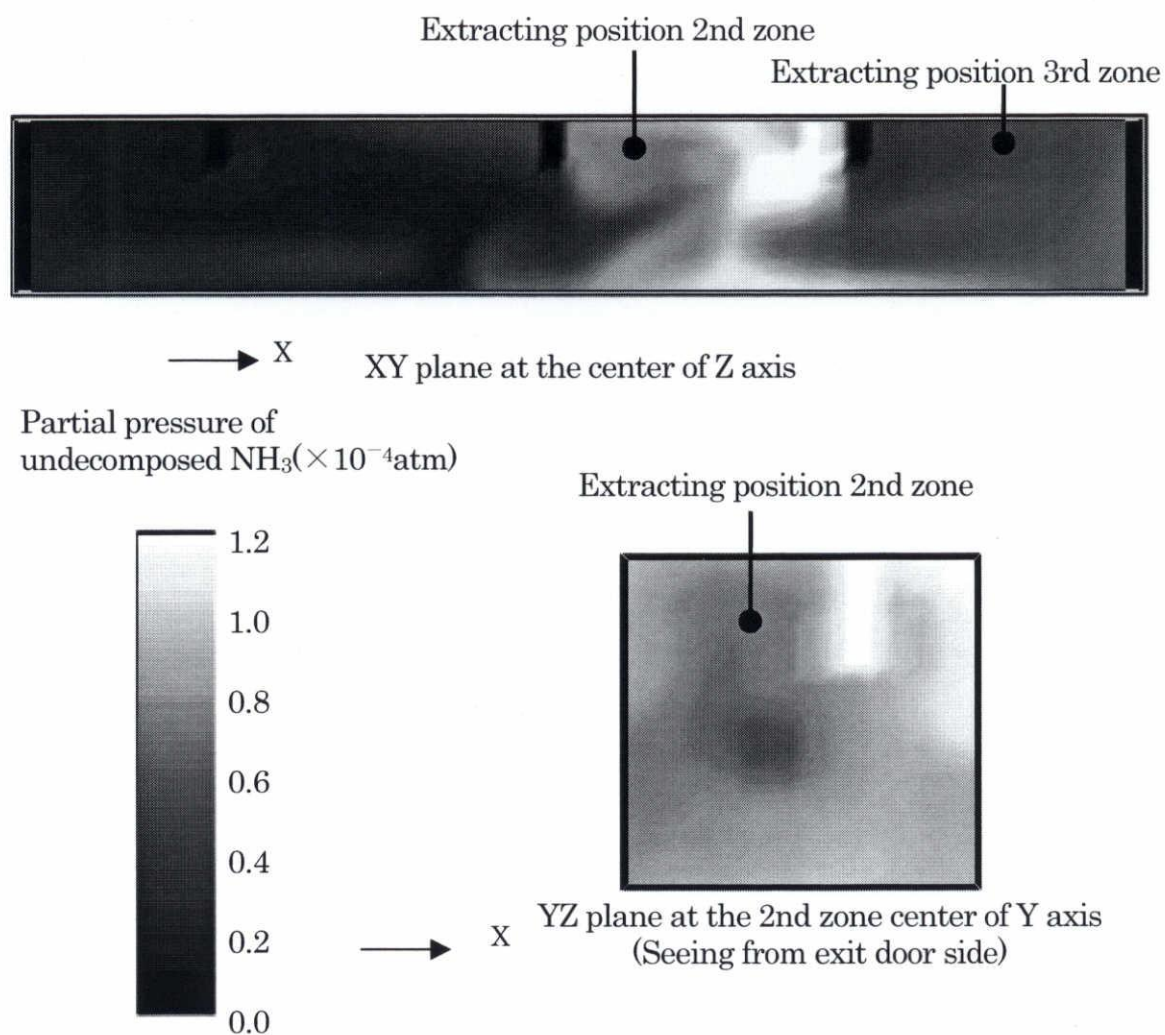 Extracting position 2nd zone
Extracting position 3rd zone
X
XY plane at the center of Z axis
Partial pressure of
undecomposed NH₃(×10⁻⁴atm)
Extracting position 2nd zone
1.2
1.0
0.8
0.6
0.4
0.2
0.0
X
YZ plane at the 2nd zone center of Y axis
(Seeing from exit door side)